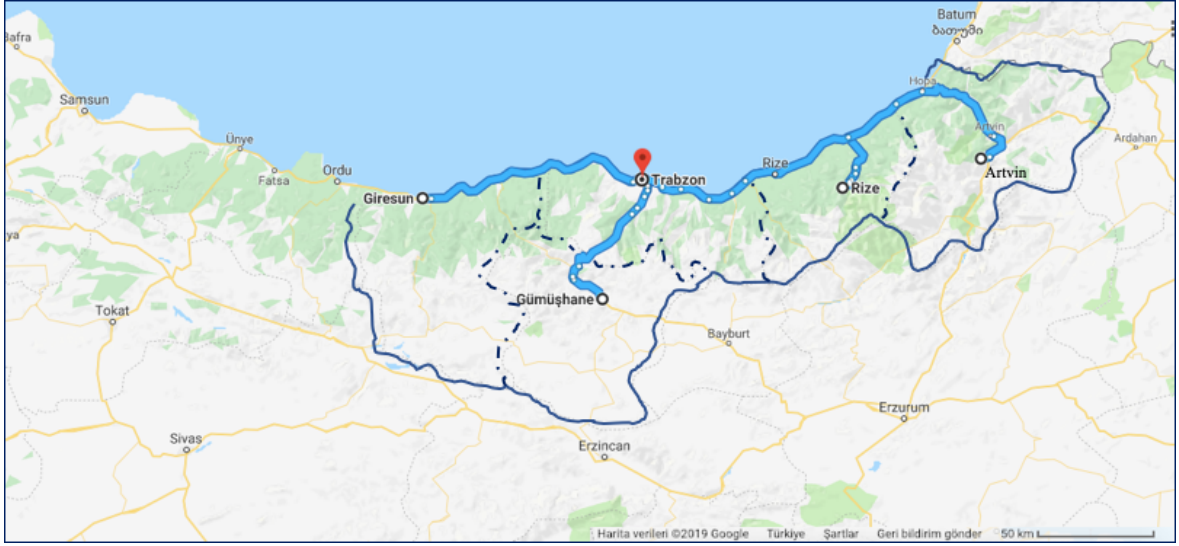 Batum
ბათუმი
Bafra
Samsun
Hopa
Ünye
Artvin
Ardahan
Fatsa
Ordu
Rize
Trabzon
Artvin
Giresun
Rize
ya
Gümüşhane
Tokat
Bayburt
Erzurum
Sivas
Erzincan
Harita verileri ©2019 Google Türkiye Şartlar Geri bildirim gönder 50 km